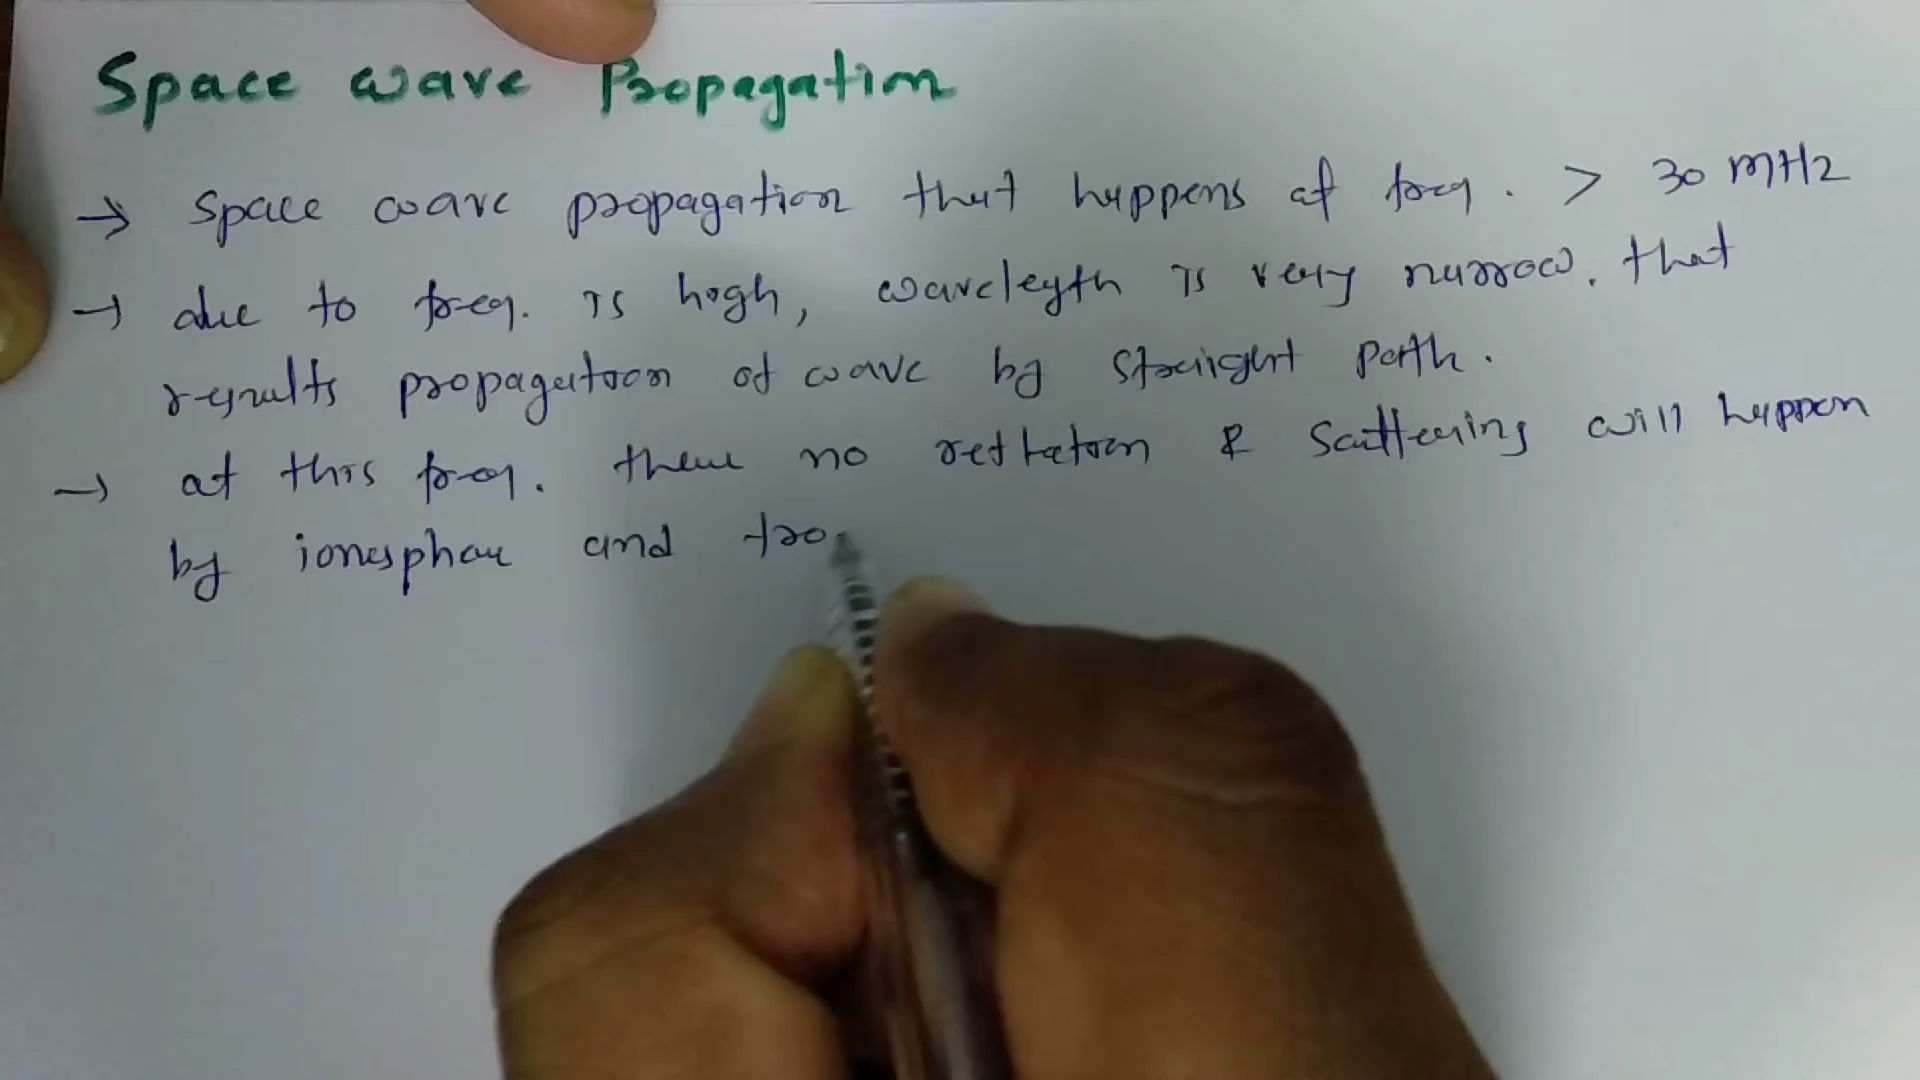 Space wave Propagation
→ space wave propagation that happens at freq. > 30 MHz
→ due to freq. is high, wavelength is very narrow. that
results propagation of wave by straight path.
→ at this freq. there no reflection & scattering will happen
by ionosphere and tro